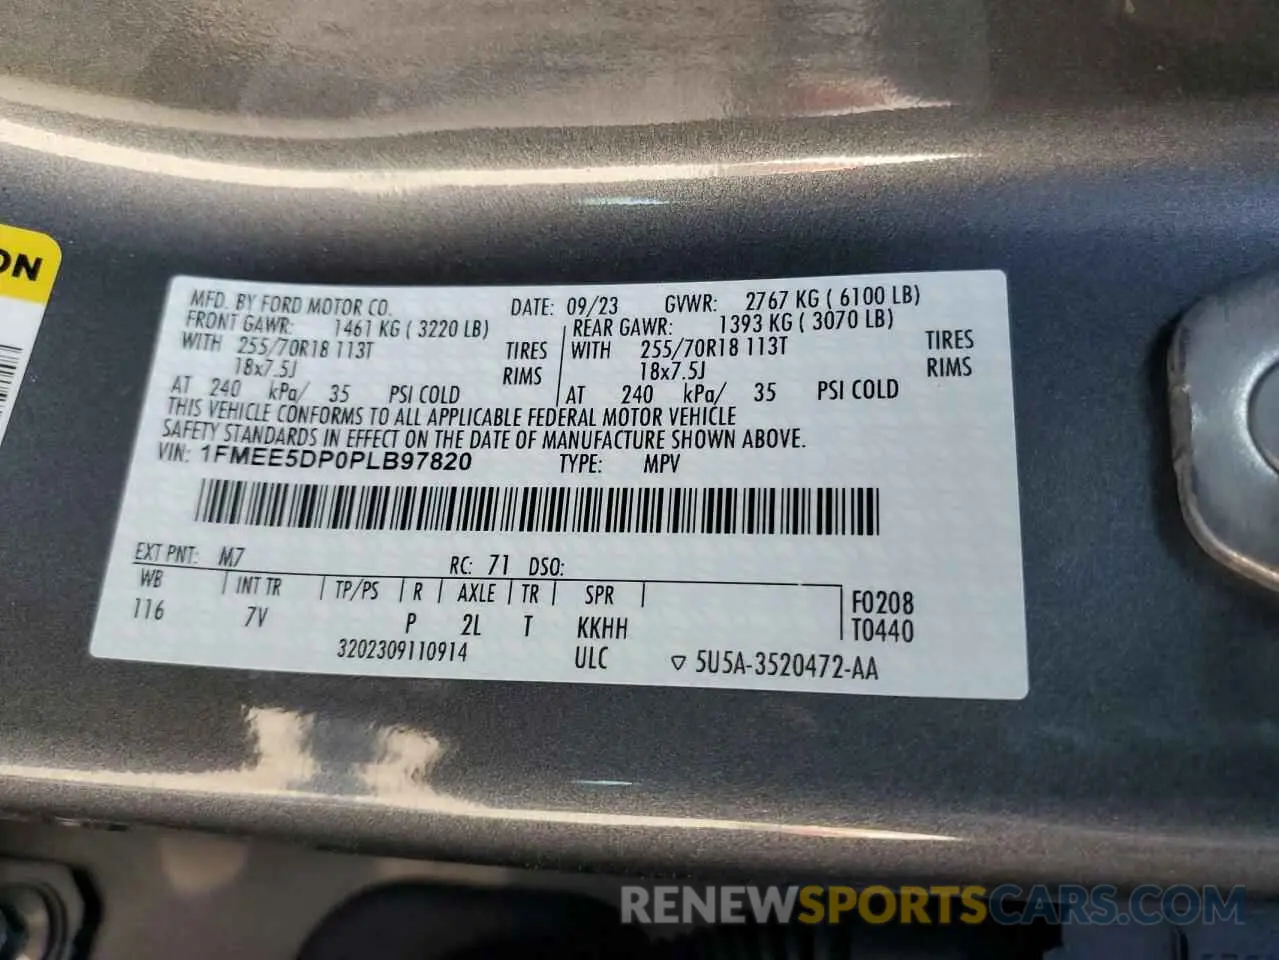 ON
MFD. BY FORD MOTOR CO. DATE: 09/23 GVWR: 2767 KG ( 6100 LB)
FRONT GAWR: 1461 KG ( 3220 LB) REAR GAWR: 1393 KG ( 3070 LB)
WITH 255/70R18 113T TIRES WITH 255/70R18 113T TIRES
18x7.5J RIMS 18x7.5J RIMS
AT 240 kPa/ 35 PSI COLD AT 240 kPa/ 35 PSI COLD
THIS VEHICLE CONFORMS TO ALL APPLICABLE FEDERAL MOTOR VEHICLE
SAFETY STANDARDS IN EFFECT ON THE DATE OF MANUFACTURE SHOWN ABOVE.
VIN: 1FMEE5DP0PLB97820 TYPE: MPV
EXT PNT: M7 RC: 71 DSO:
WB INT TR TP/PS R AXLE TR SPR F0208
116 7V P 2L T KKHH T0440
3202309110914 ULC ▽ 5U5A-3520472-AA
RENEWSPORTSCARS.COM